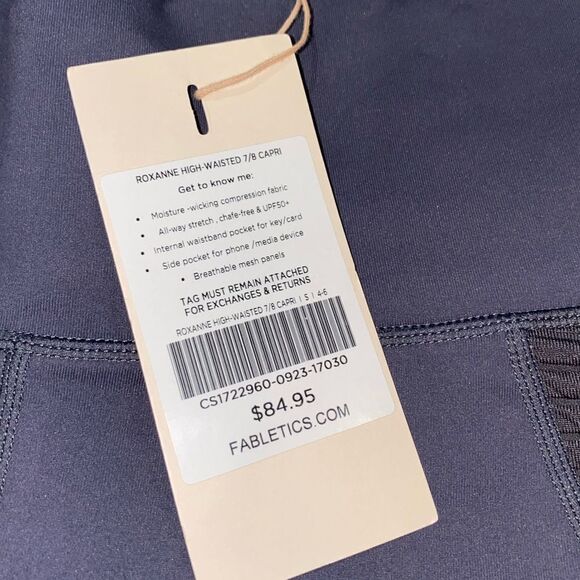 ROXANNE HIGH-WAISTED 7/8 CAPRI
Get to know me:
• Moisture -wicking compression fabric
• All-way stretch , chafe-free & UPF50+
• Internal waistband pocket for key/card
• Side pocket for phone /media device
• Breathable mesh panels
TAG MUST REMAIN ATTACHED
FOR EXCHANGES & RETURNS
ROXANNE HIGH-WAISTED 7/8 CAPRI | S | 4-6
CS1722960-0923-17030
$84.95
FABLETICS.COM